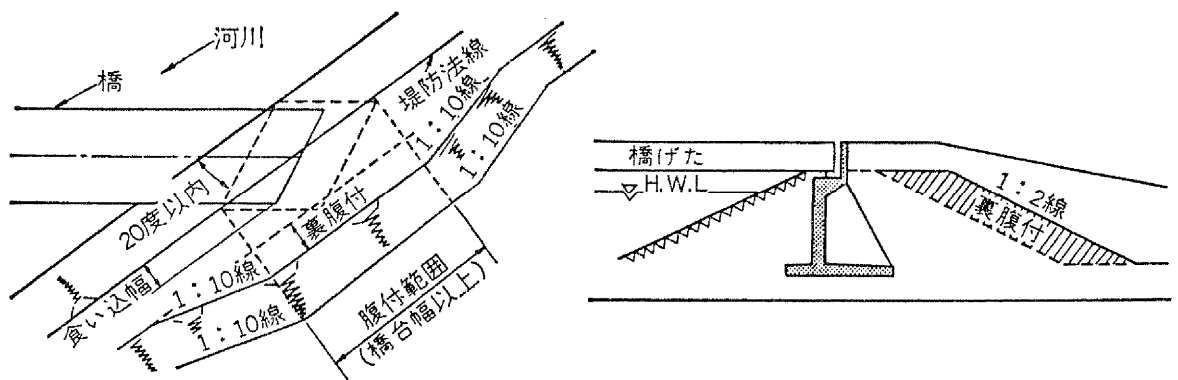 河川
橋
堤防法線
1:10線
1:10線
20度以内
裏腹付
食い込幅
1:10線
1:10線
腹付範囲
(橋台幅以上)
橋げた
H.W.L
1:2線
裏腹付